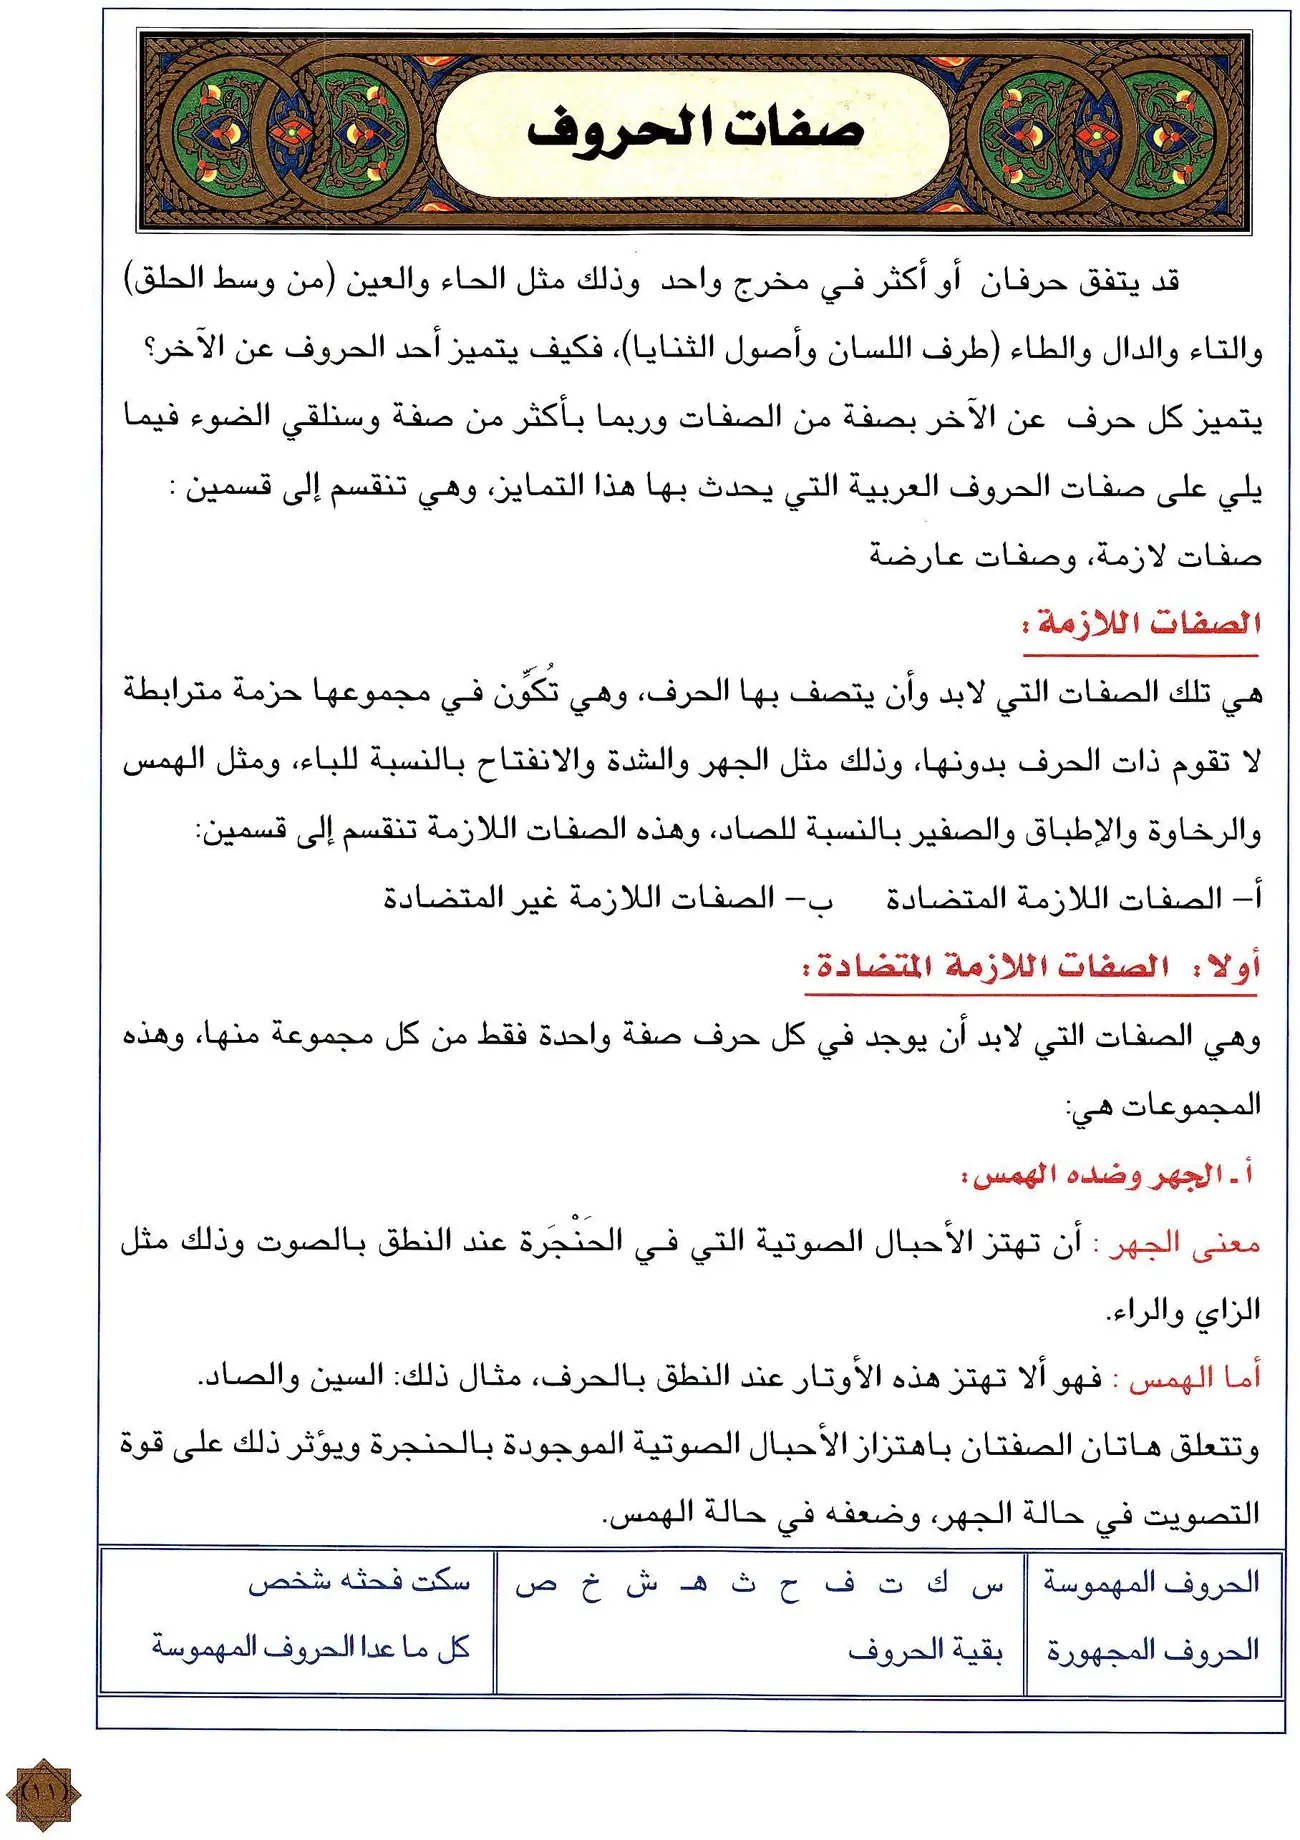 صفات الحروف
قد يتفق حرفان أو أكثر في مخرج واحد وذلك مثل الحاء والعين (من وسط الحلق)
والتاء والدال والطاء (طرف اللسان وأصول الثنايا)، فكيف يتميز أحد الحروف عن الآخر؟
يتميز كل حرف عن الآخر بصفة من الصفات وربما بأكثر من صفة وسنلقي الضوء فيما
يلي على صفات الحروف العربية التي يحدث بها هذا التمايز، وهي تنقسم إلى قسمين :
صفات لازمة، وصفات عارضة
الصفات اللازمة :
هي تلك الصفات التي لابد وأن يتصف بها الحرف، وهي تُكَوِّن في مجموعها حزمة مترابطة
لا تقوم ذات الحرف بدونها، وذلك مثل الجهر والشدة والانفتاح بالنسبة للباء، ومثل الهمس
والرخاوة والإطباق والصفير بالنسبة للصاد، وهذه الصفات اللازمة تنقسم إلى قسمين:
أ– الصفات اللازمة المتضادة ب– الصفات اللازمة غير المتضادة
أولا : الصفات اللازمة المتضادة :
وهي الصفات التي لابد أن يوجد في كل حرف صفة واحدة فقط من كل مجموعة منها، وهذه
المجموعات هي:
أ ـ الجهر وضده الهمس :
معنى الجهر : أن تهتز الأحبال الصوتية التي في الحَنْجَرة عند النطق بالصوت وذلك مثل
الزاي والراء.
أما الهمس : فهو ألا تهتز هذه الأوتار عند النطق بالحرف، مثال ذلك: السين والصاد.
وتتعلق هاتان الصفتان باهتزاز الأحبال الصوتية الموجودة بالحنجرة ويؤثر ذلك على قوة
التصويت في حالة الجهر، وضعفه في حالة الهمس.
الحروف المهموسة س ك ت ف ح ث هـ ش خ ص سكت فحثه شخص
الحروف المجهورة بقية الحروف كل ما عدا الحروف المهموسة
(١١)